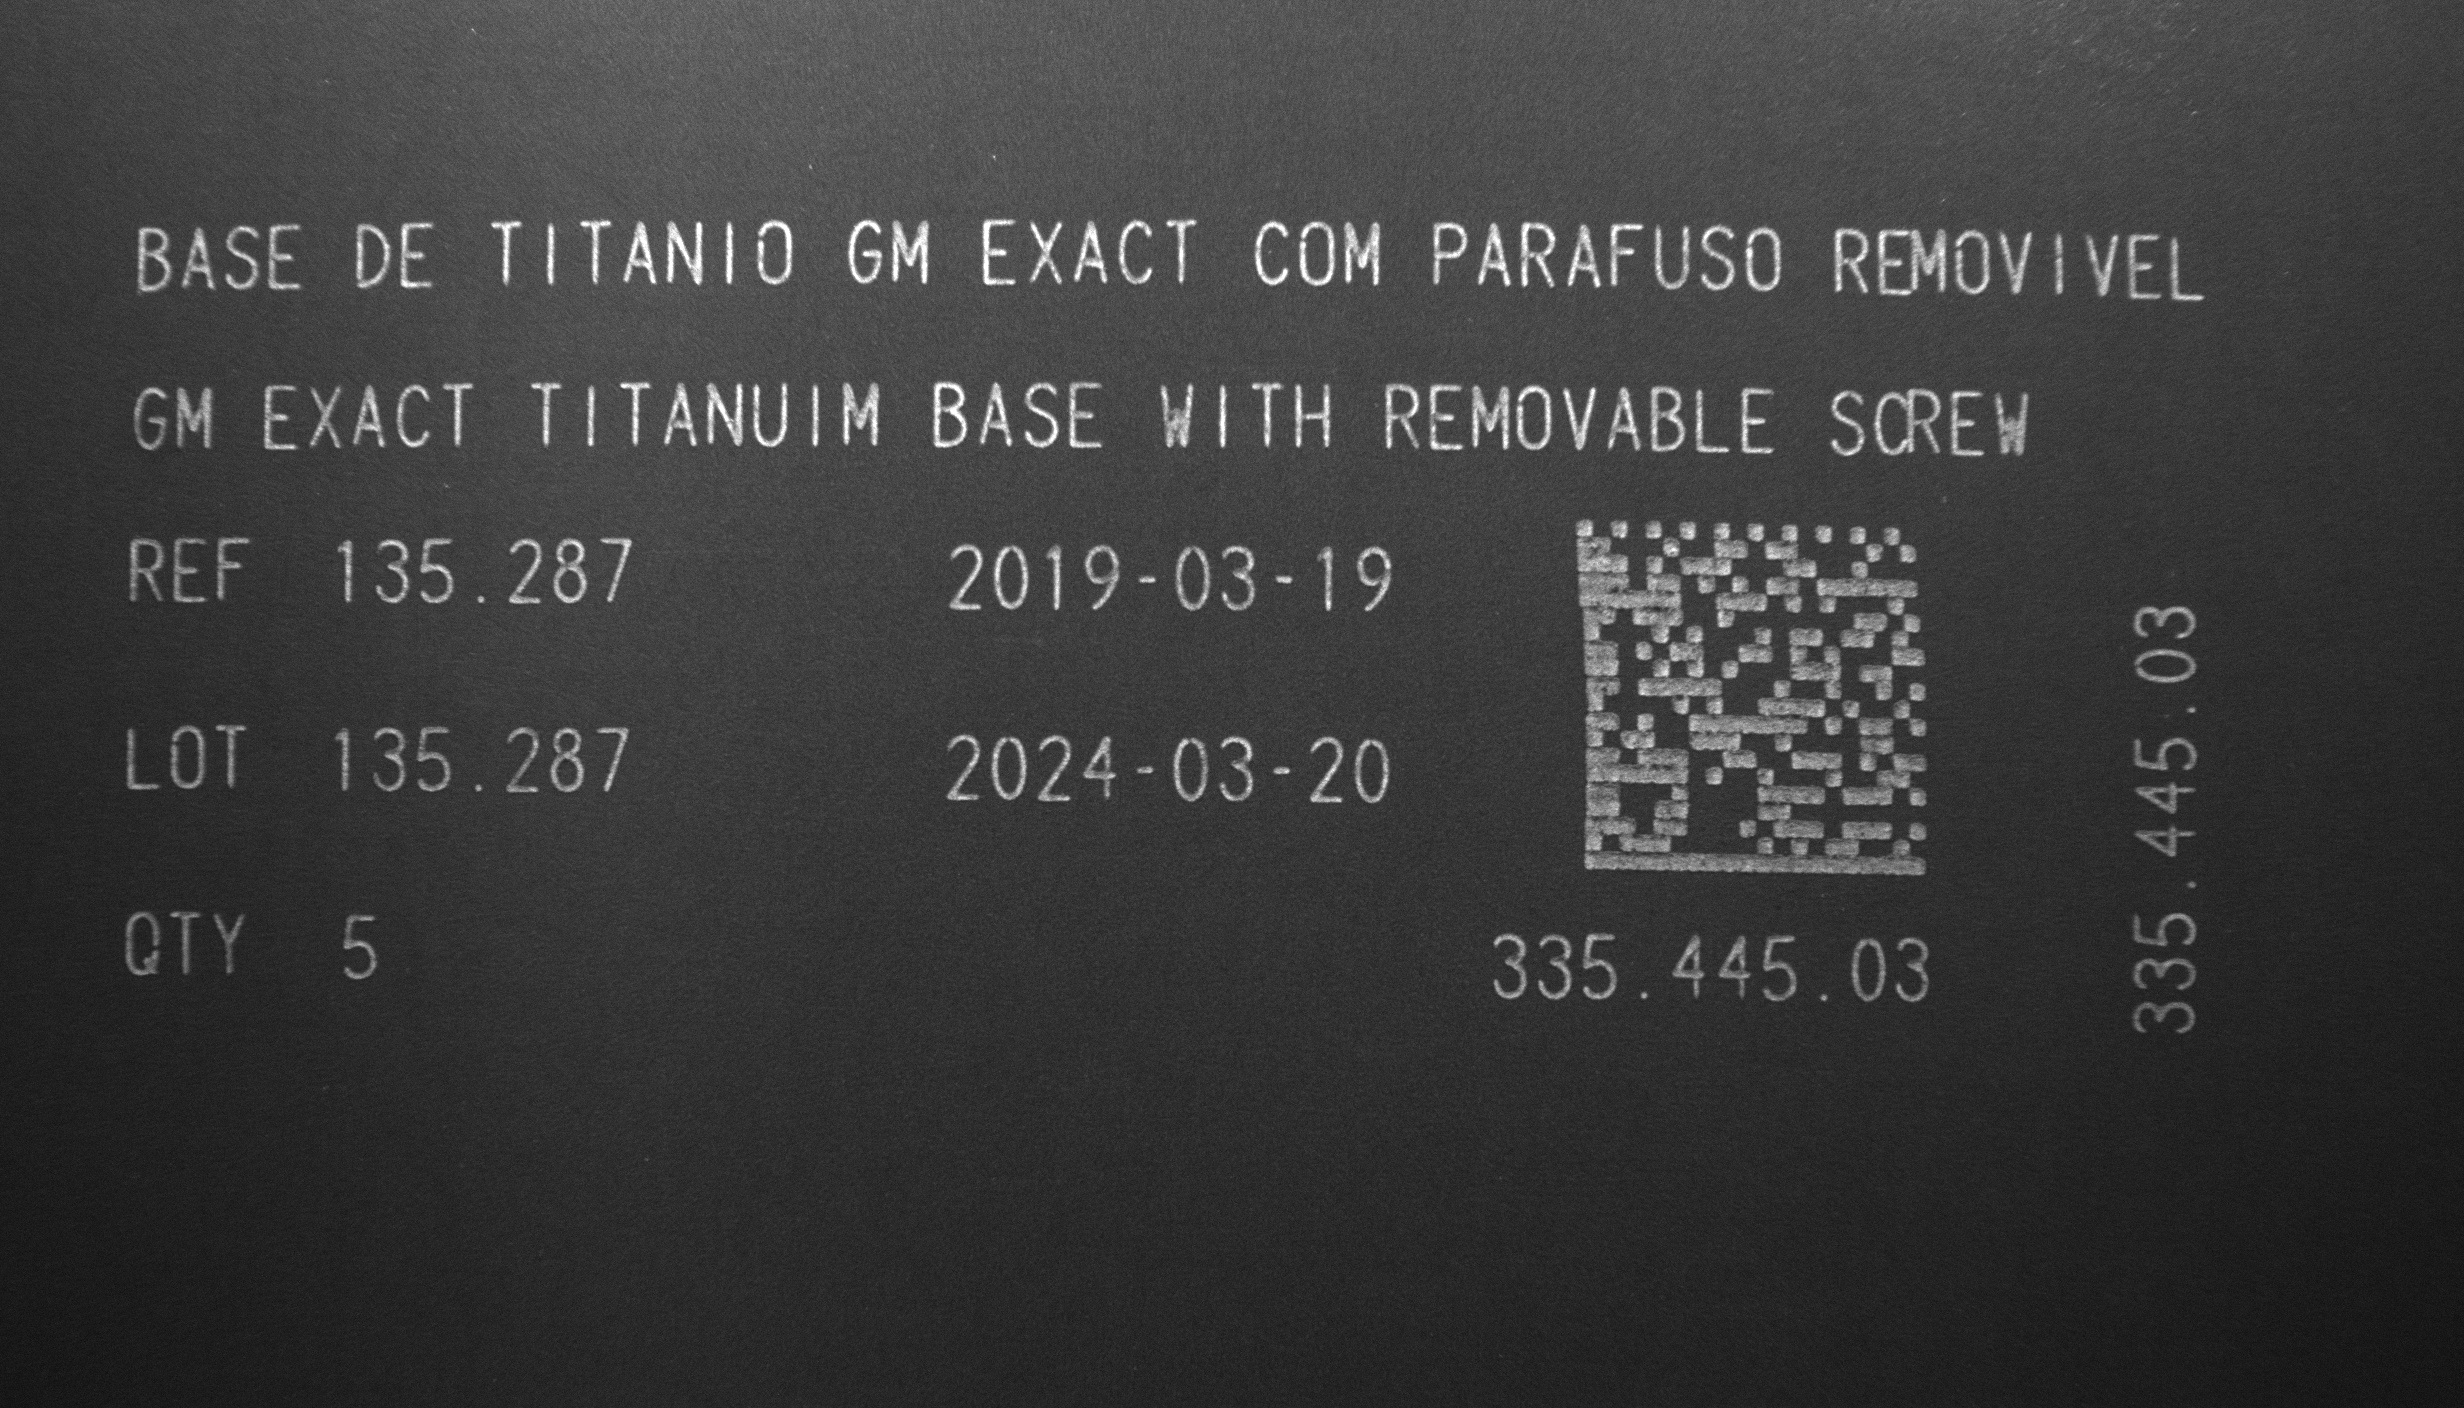 BASE DE TITANIO GM EXACT COM PARAFUSO REMOVIVEL
GM EXACT TITANUIM BASE WITH REMOVABLE SCREW
REF 135.287 2019-03-19
LOT 135.287 2024-03-20
QTY 5
335.445.03
335.445.03